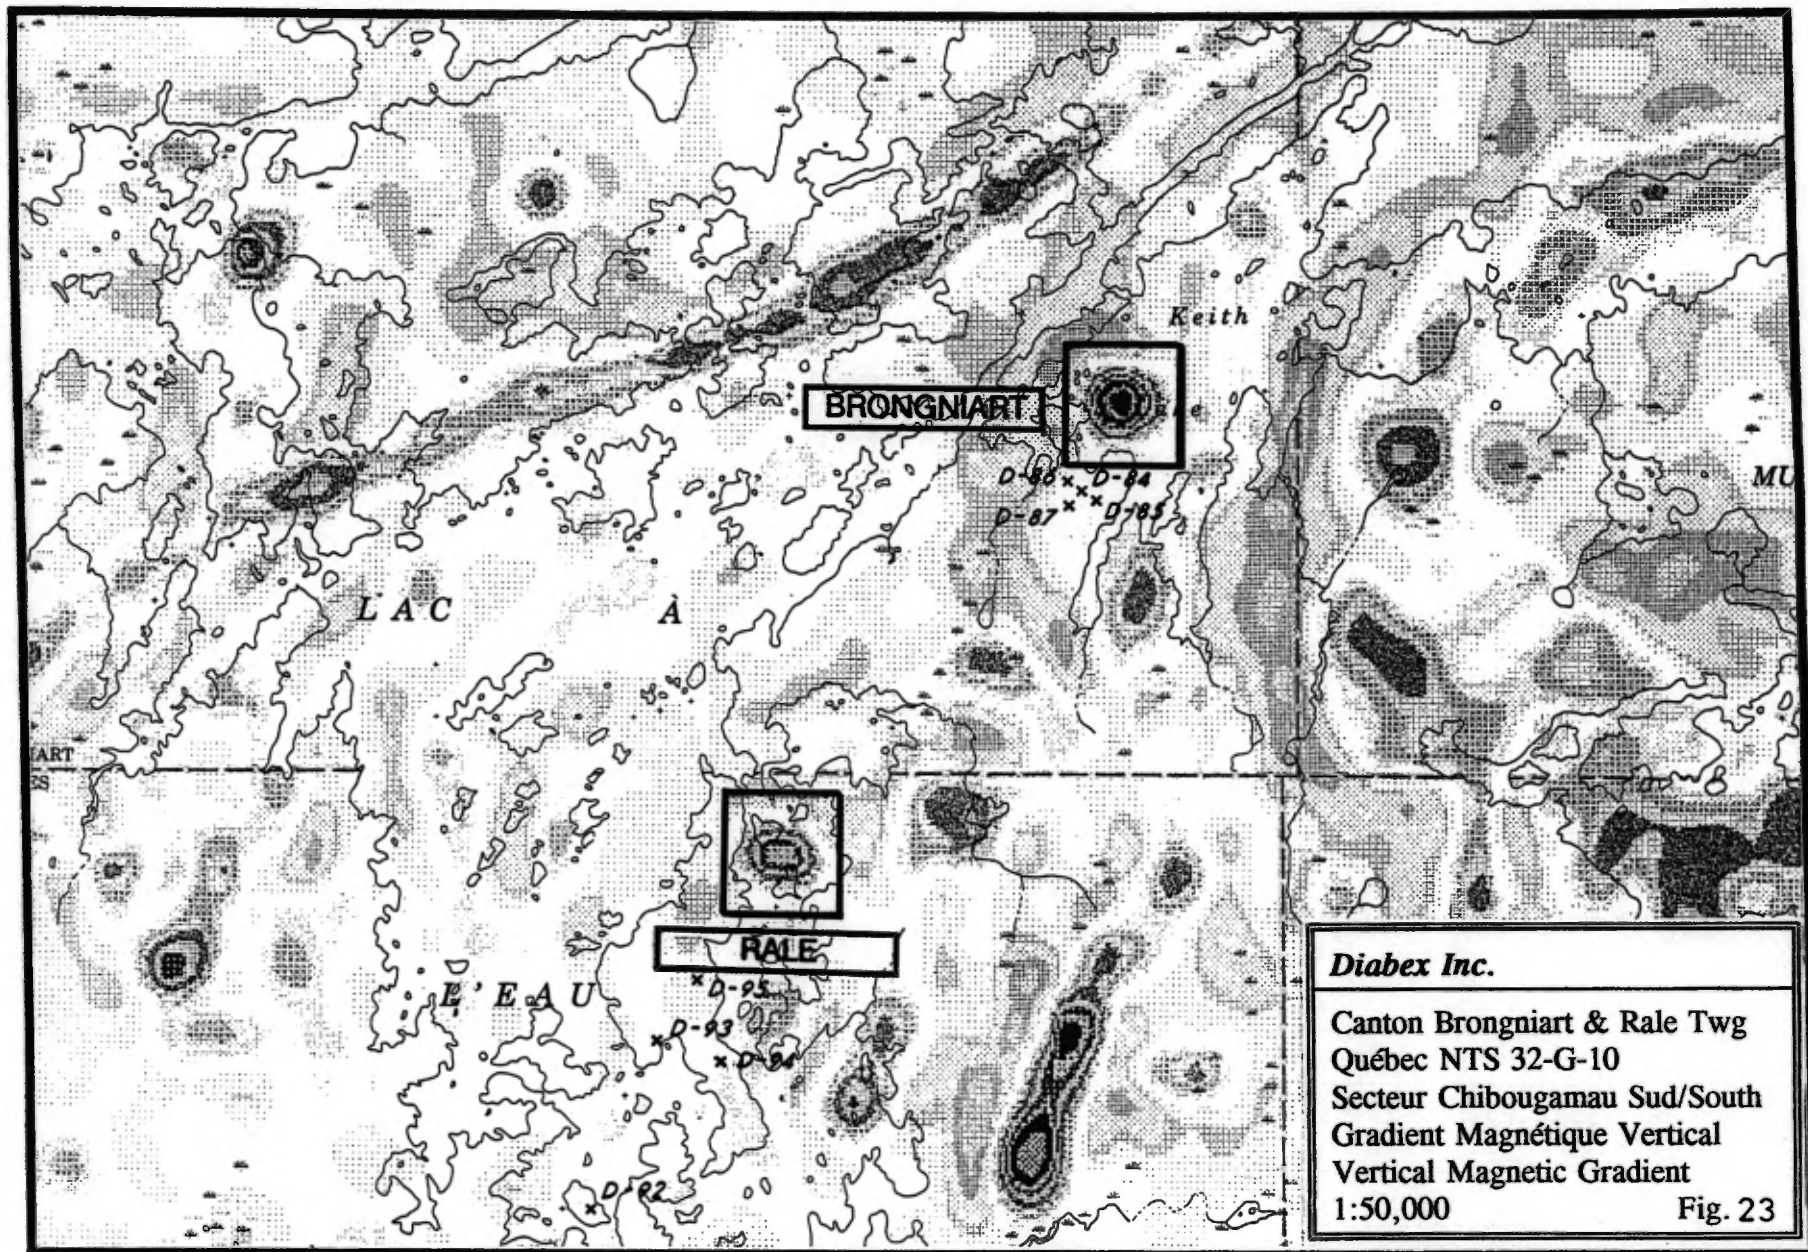 Keith
BRONGNIART
D-86
D-84
D-87
D-85
MU
LAC
À
RALE
D-95
L'EAU
D-93
D-94
D-92
Diabex Inc.
Canton Brongniart & Rale Twg
Québec NTS 32-G-10
Secteur Chibougamau Sud/South
Gradient Magnétique Vertical
Vertical Magnetic Gradient
1:50,000 Fig. 23